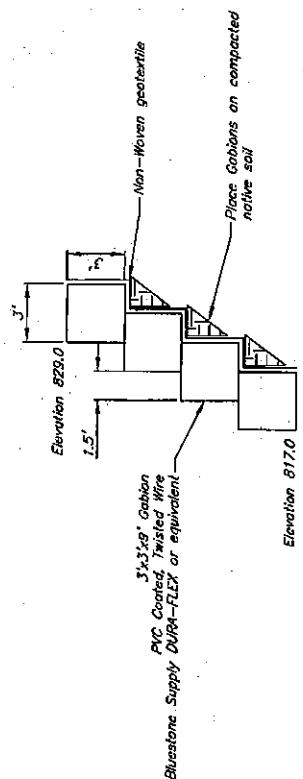 3'
3'
Elevation 829.0
1.5'
Non-Woven geotextile
3'x3'x9' Gabion
PVC Coated, Twisted Wire
Bluestone Supply DURA-FLEX or equivalent
Place Gabions on compacted
native soil
Elevation 817.0